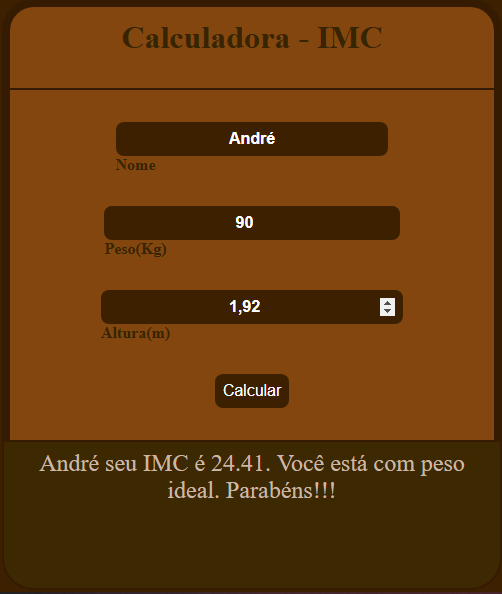 Calculadora - IMC
André
Nome
90
Peso(Kg)
1,92
Altura(m)
Calcular
André seu IMC é 24.41. Você está com peso
ideal. Parabéns!!!